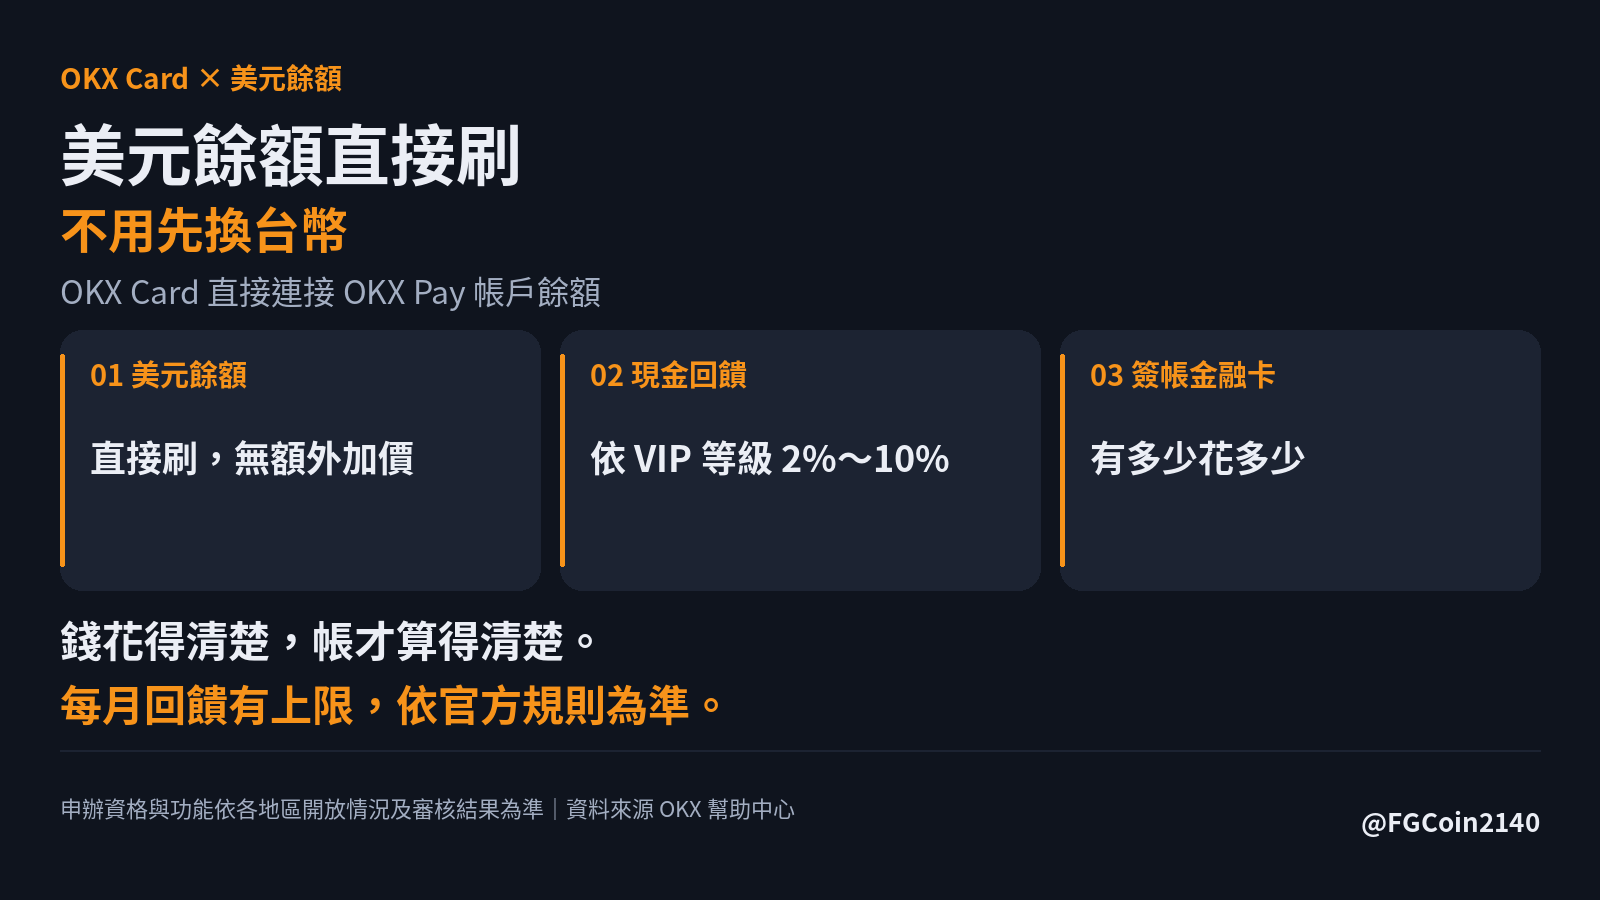 OKX Card × 美元餘額
美元餘額直接刷
不用先換台幣
OKX Card 直接連接 OKX Pay 帳戶餘額
01 美元餘額
直接刷，無額外加價
02 現金回饋
依 VIP 等級 2%～10%
03 簽帳金融卡
有多少花多少
錢花得清楚，帳才算得清楚。
每月回饋有上限，依官方規則為準。
申辦資格與功能依各地區開放情況及審核結果為準｜資料來源 OKX 幫助中心
@FGCoin2140